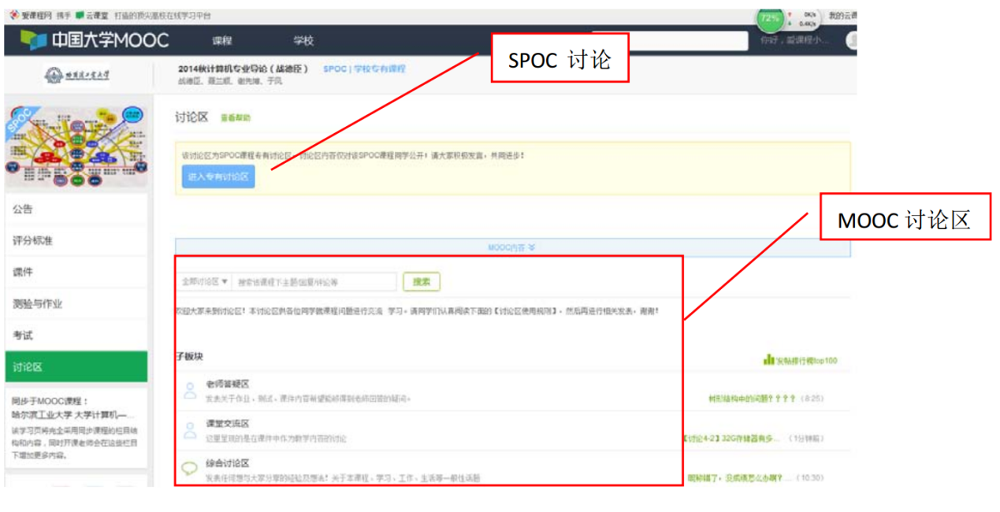 爱课程网 携手 云课堂 打造的顶尖高校在线学习平台
72%
0K/s
0.4K/s
我的云课
中国大学MOOC
课程
学校
你好，爱课程小...
SPOC 讨论
哈尔滨工业大学
2014秋计算机专业导论（战德臣） SPOC | 学校专有课程
战德臣、聂兰顺、
SPOC
讨论区 查看帮助
该讨论区为SPOC课程专有讨论区，讨论区内容仅对该SPOC课程同学公开！请大家积极发言，共同进步！
进入专有讨论区
公告
评分标准
课件
测验与作业
考试
讨论区
同步于MOOC课程：
哈尔滨工业大学 大学计算机—...
该学习页将完全采用同步课程的栏目结
构和内容，同时开课老师会在这些栏目
下增加更多内容。
MOOC 讨论区
MOOC内容
全部讨论区 搜索该课程下主题/回复/评论等 搜索
欢迎大家来到讨论区！本讨论区供各位同学就课程问题进行交流 学习。请同学们认真阅读下面的【讨论区使用规则】，然后再进行相关发表，谢谢！
子板块
发帖排行榜top100
老师答疑区
发表关于作业、测试、课件内容希望能够得到老师回答的疑问。
树形结构中的问题？？？？（8:25）
课堂交流区
这里呈现的是在课件中作为教学内容的讨论
【讨论4-2】32G存储器有多... （1分钟前）
综合讨论区
发表任何想与大家分享的经验及想法！关于本课程、学习、工作、生活等一般性话题
没成绩怎么办啊？...（10:30）